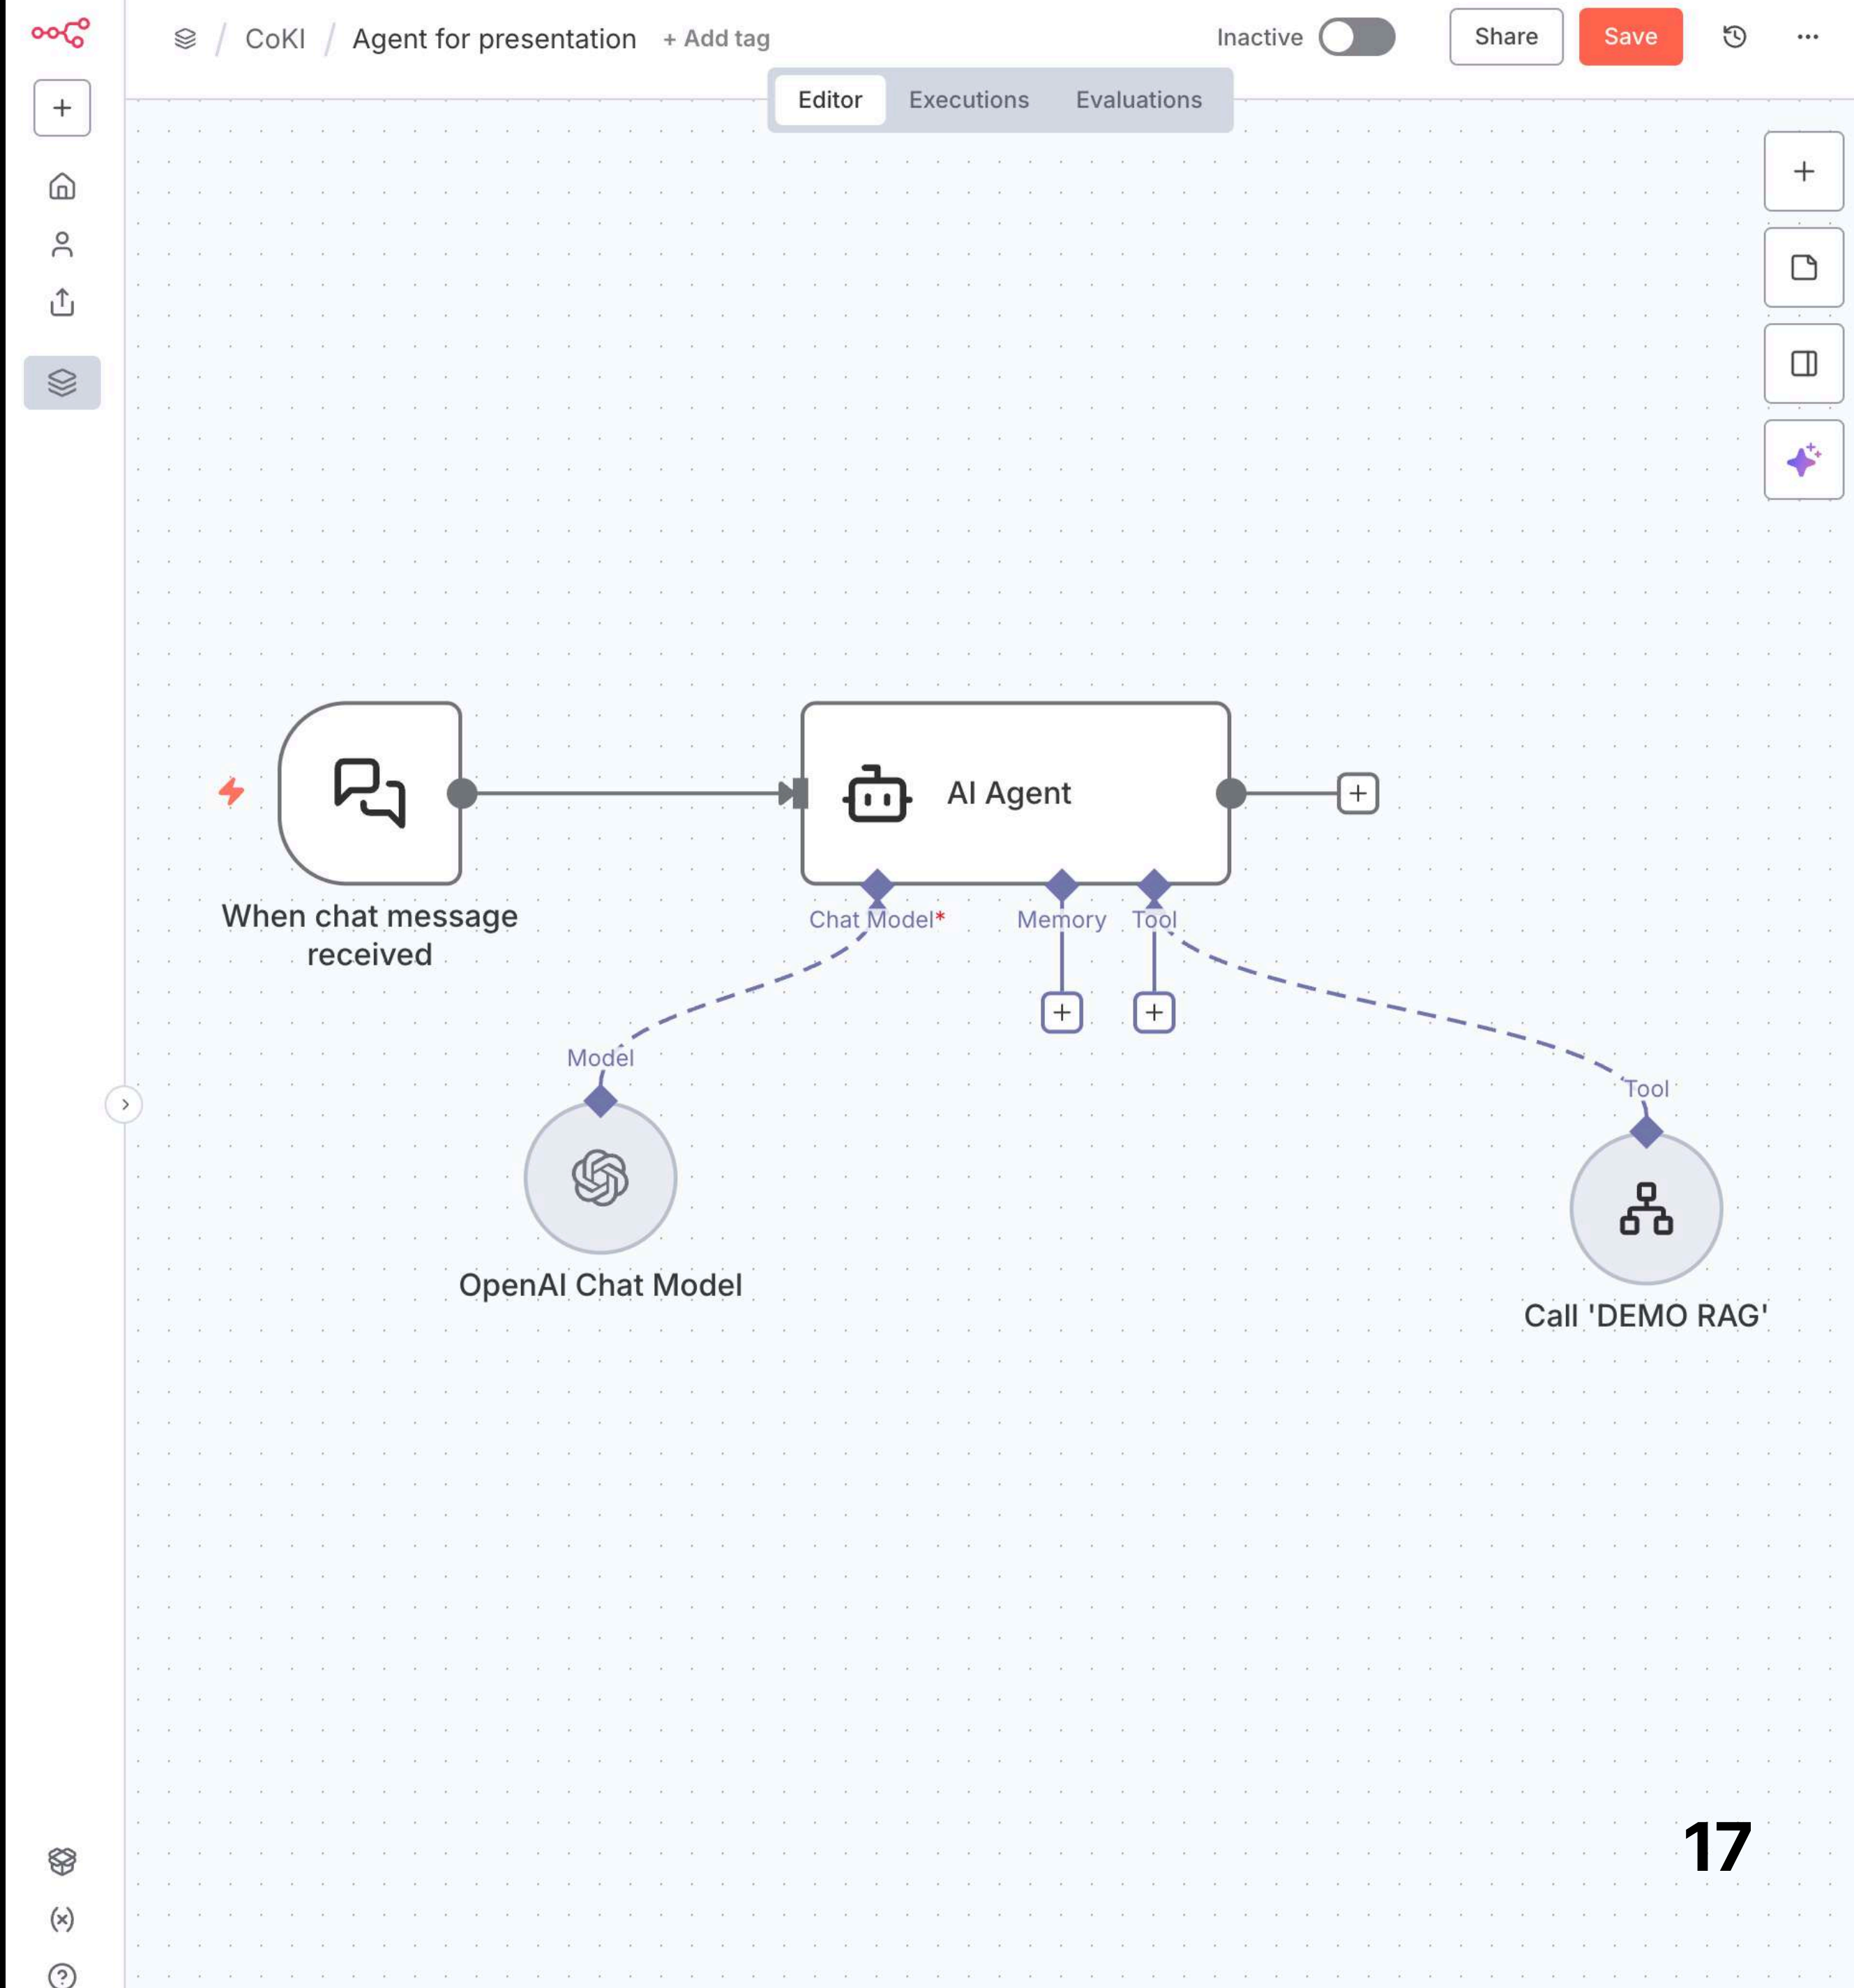 CoKI / Agent for presentation + Add tag
Inactive
Share
Save
Editor
Executions
Evaluations
AI Agent
When chat message
received
Chat Model*
Memory
Tool
Model
Tool
OpenAI Chat Model
Call 'DEMO RAG'
17